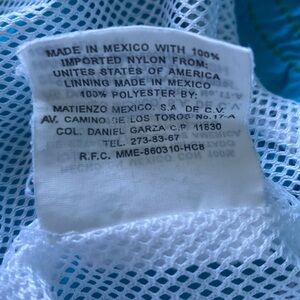 MADE IN MEXICO WITH 100%
IMPORTED NYLON FROM:
UNITES STATES OF AMERICA
LINING MADE IN MEXICO
100% POLYESTER BY:
MATIENZO MEXICO, S.A. DE C.V.
AV. CAMINO DE LOS TOROS No. 17-A
COL. DANIEL GARZA C.P. 11830
TEL. 273-83-67
R.F.C. MME-860310-HC8